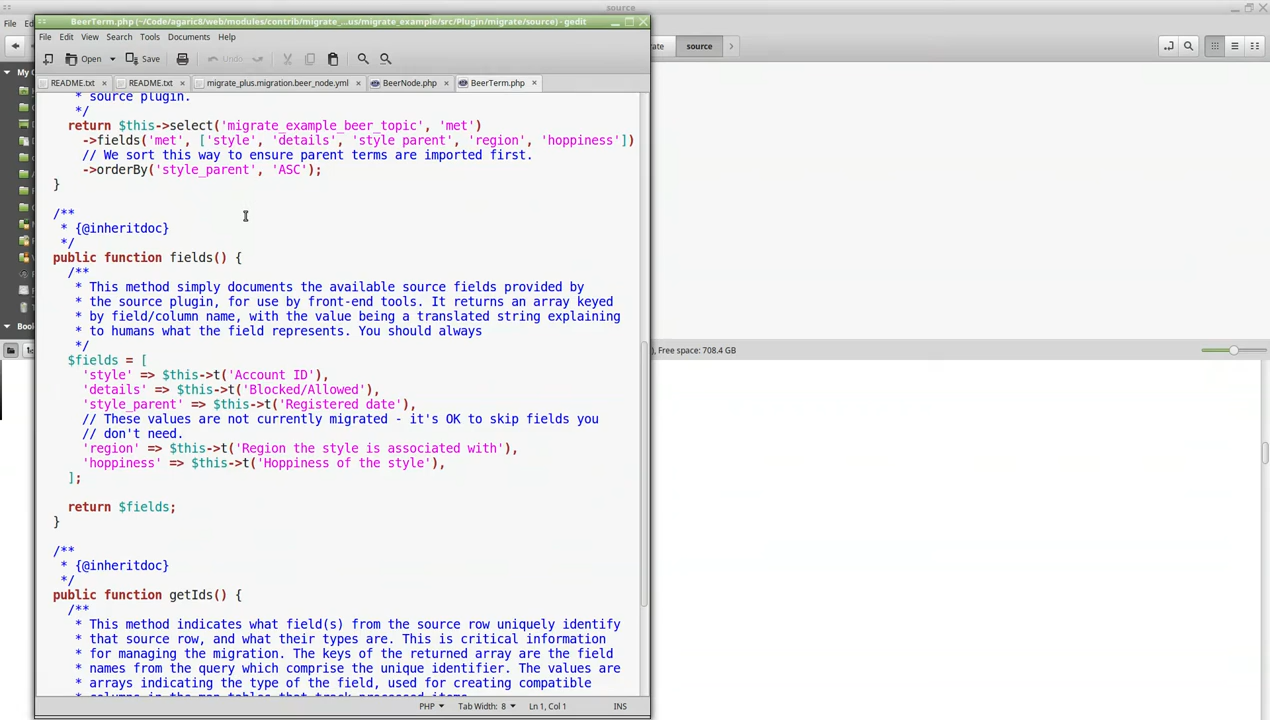 source
BeerTerm.php (~/Code/agaric8/web/modules/contrib/migrate_...us/migrate_example/src/Plugin/migrate/source) - gedit
File Edit View Search Tools Documents Help
Open Save Undo
README.txt README.txt migrate_plus.migration.beer_node.yml BeerNode.php BeerTerm.php
* source plugin.
*/
return $this->select('migrate_example_beer_topic', 'met')
->fields('met', ['style', 'details', 'style_parent', 'region', 'hoppiness'])
// We sort this way to ensure parent terms are imported first.
->orderBy('style_parent', 'ASC');
}
/**
* {@inheritdoc}
*/
public function fields() {
/**
* This method simply documents the available source fields provided by
* the source plugin, for use by front-end tools. It returns an array keyed
* by field/column name, with the value being a translated string explaining
* to humans what the field represents. You should always
*/
$fields = [
'style' => $this->t('Account ID'),
'details' => $this->t('Blocked/Allowed'),
'style_parent' => $this->t('Registered date'),
// These values are not currently migrated - it's OK to skip fields you
// don't need.
'region' => $this->t('Region the style is associated with'),
'hoppiness' => $this->t('Hoppiness of the style'),
];
return $fields;
}
/**
* {@inheritdoc}
*/
public function getIds() {
/**
* This method indicates what field(s) from the source row uniquely identify
* that source row, and what their types are. This is critical information
* for managing the migration. The keys of the returned array are the field
* names from the query which comprise the unique identifier. The values are
* arrays indicating the type of the field, used for creating compatible
* columns in the map tables that track processed items.
PHP Tab Width: 8 Ln 1, Col 1 INS
File
My
Book
source
), Free space: 708.4 GB